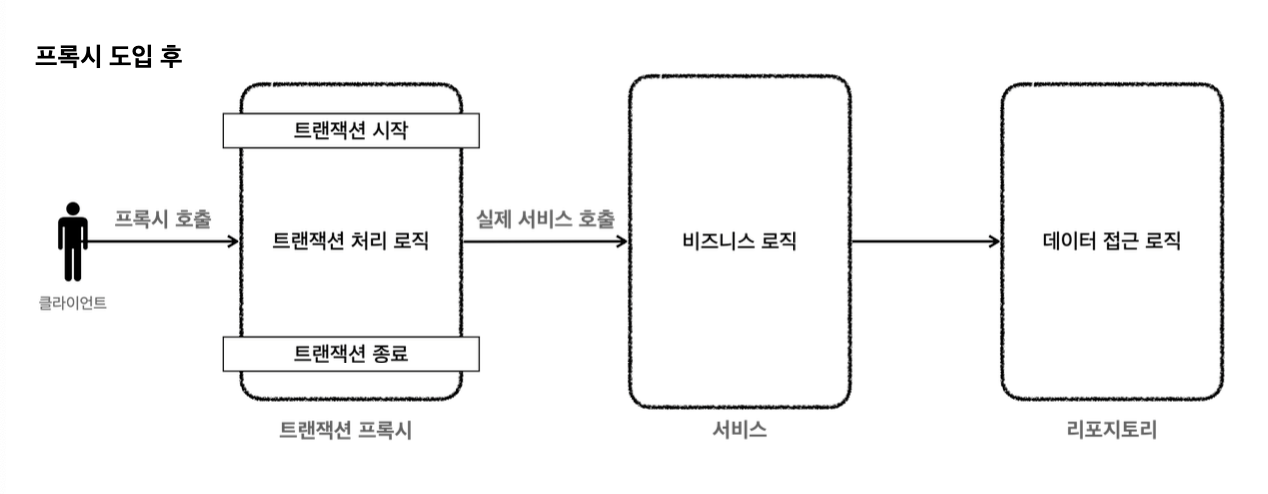 프록시 도입 후
트랜잭션 시작
프록시 호출
트랜잭션 처리 로직
실제 서비스 호출
비즈니스 로직
데이터 접근 로직
클라이언트
트랜잭션 종료
트랜잭션 프록시
서비스
리포지토리